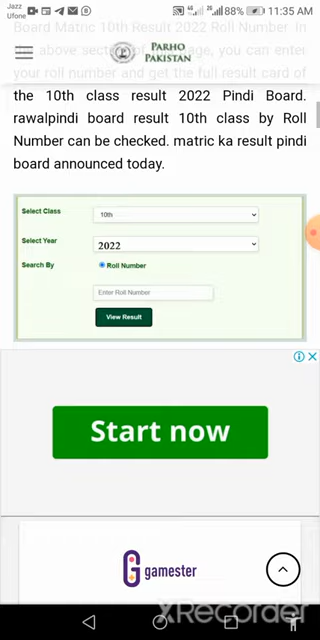 Jazz
Ufone
88%
11:35 AM
Board Matric 10th Result 2022 Roll Number. In
PARHO
PAKISTAN
above section of page, you can enter
your roll number and get the full result card of
the 10th class result 2022 Pindi Board.
rawalpindi board result 10th class by Roll
Number can be checked. matric ka result pindi
board announced today.
Select Class
10th
Select Year
2022
Search By
Roll Number
Enter Roll Number
View Result
Start now
gamester
XRecorder